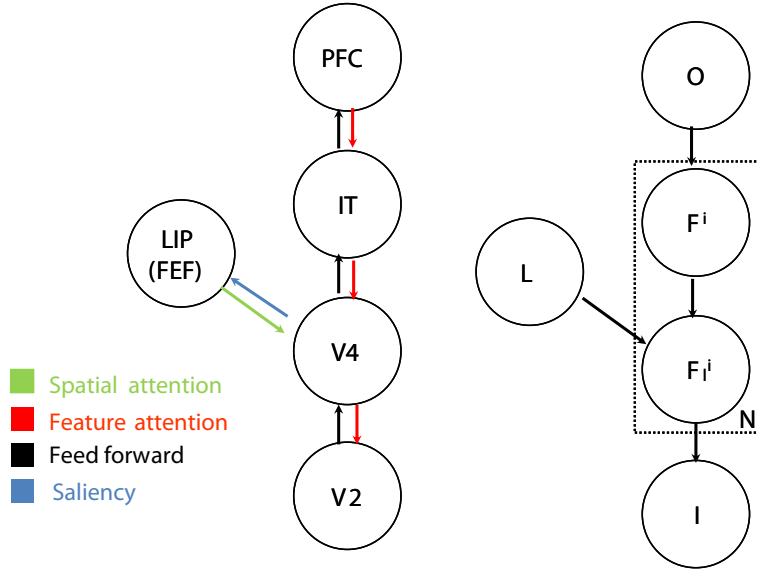 PFC
IT
LIP
(FEF)
V4
V2
Spatial attention
Feature attention
Feed forward
Saliency
O
Fⁱ
L
Fₗⁱ
N
I